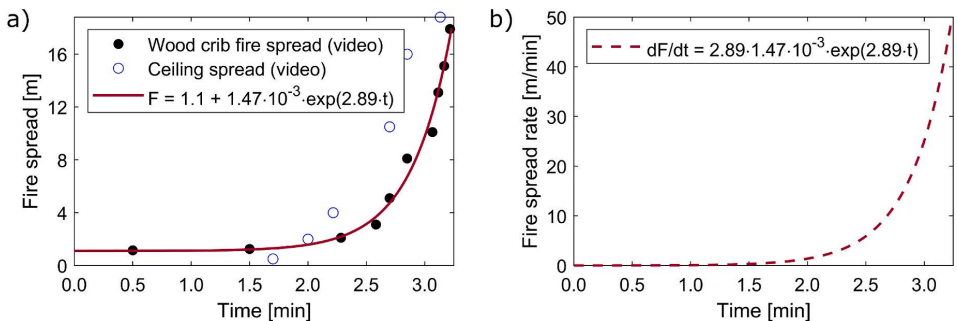 a)
Wood crib fire spread (video)
Ceiling spread (video)
F = 1.1 + 1.47·10⁻³·exp(2.89·t)
Fire spread [m]
16
12
8
4
0
0.0 0.5 1.0 1.5 2.0 2.5 3.0
Time [min]
b)
dF/dt = 2.89·1.47·10⁻³·exp(2.89·t)
Fire spread rate [m/min]
50
40
30
20
10
0
0.0 0.5 1.0 1.5 2.0 2.5 3.0
Time [min]